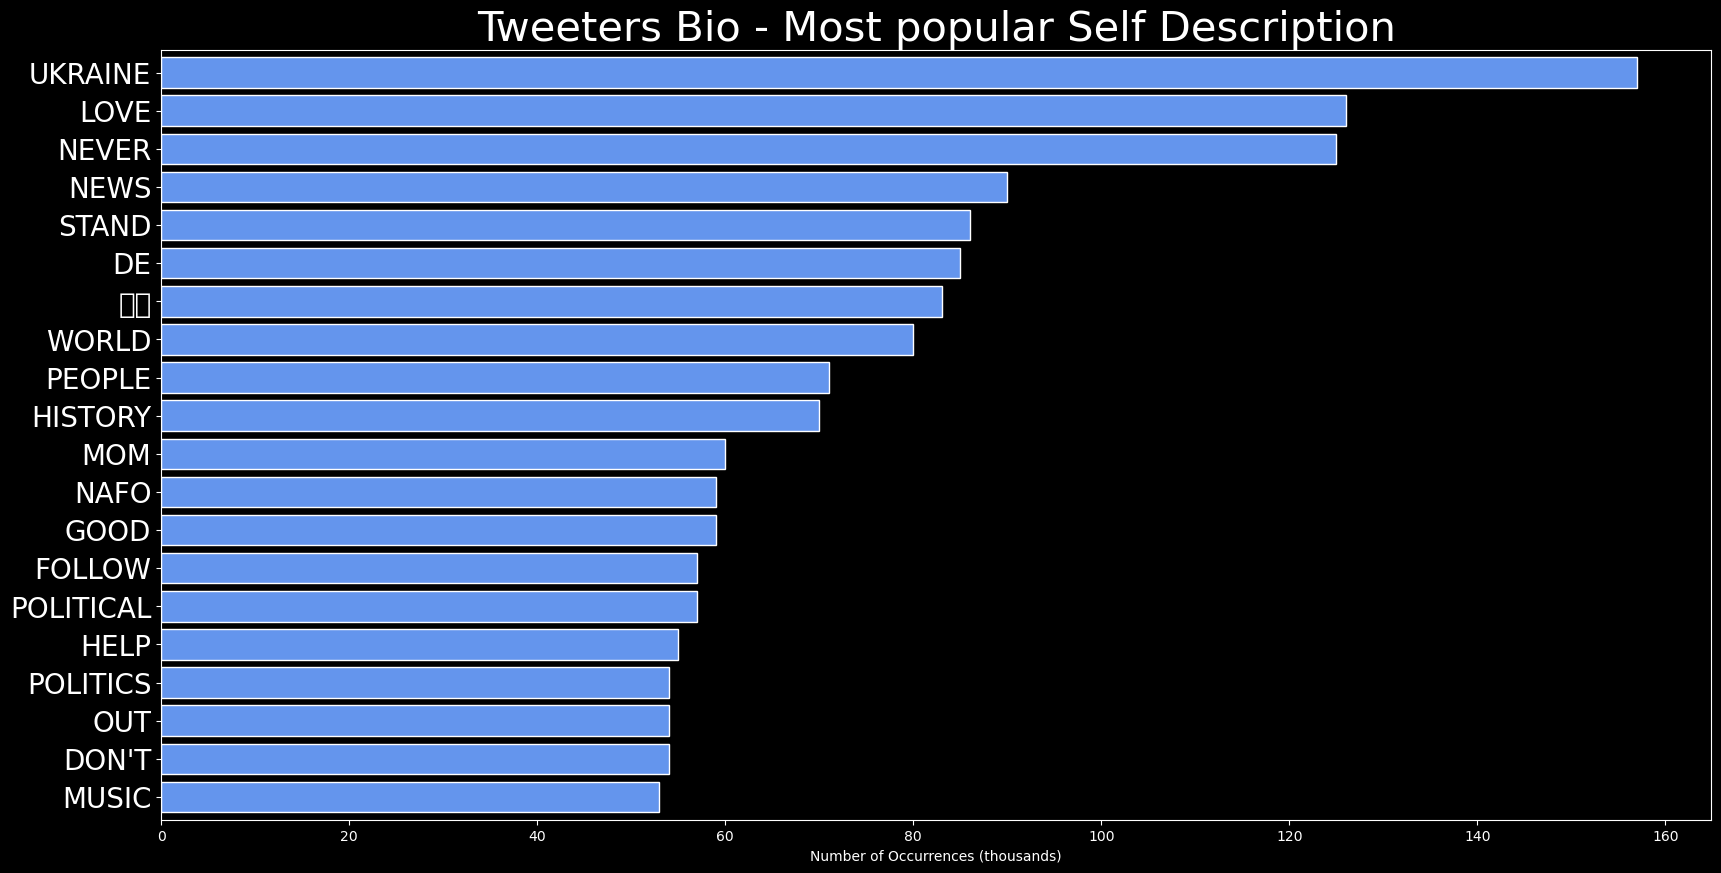 Tweeters Bio - Most popular Self Description
UKRAINE
LOVE
NEVER
NEWS
STAND
DE
WORLD
PEOPLE
HISTORY
MOM
NAFO
GOOD
FOLLOW
POLITICAL
HELP
POLITICS
OUT
DON'T
MUSIC
0 20 40 60 80 100 120 140 160
Number of Occurrences (thousands)